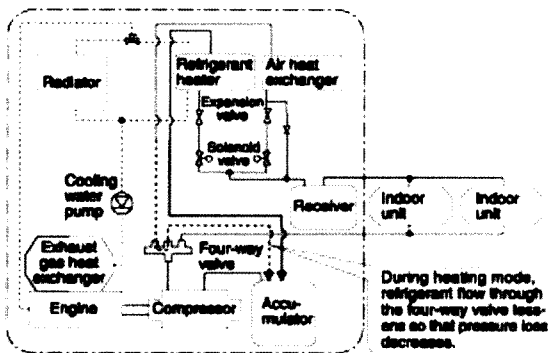 Radiator
Refrigerant
heater
Air heat
exchanger
Expansion
valve
Solenoid
valve
Cooling
water
pump
Receiver
Indoor
unit
Indoor
unit
Exhaust
gas heat
exchanger
Four-way
valve
Engine
Compressor
Accu-
mulator
During heating mode,
refrigerant flow through
the four-way valve less-
ens so that pressure loss
decreases.